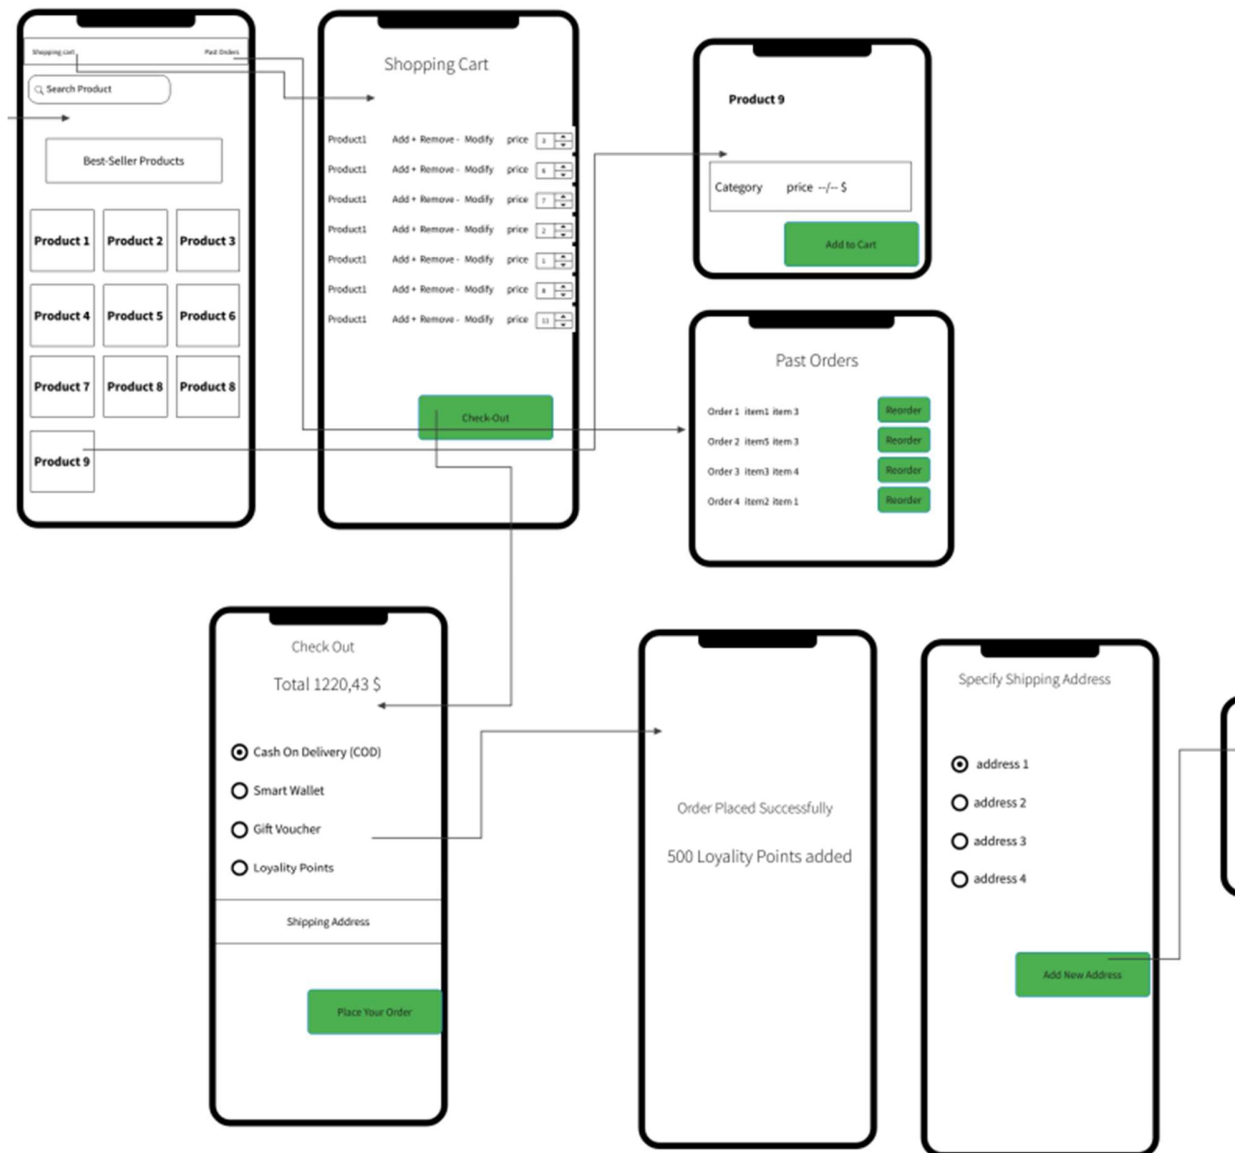 Shopping cart Past Orders
Search Product
Best-Seller Products
Product 1 Product 2 Product 3
Product 4 Product 5 Product 6
Product 7 Product 8 Product 8
Product 9
Shopping Cart
Product1 Add + Remove - Modify price 3
Product1 Add + Remove - Modify price 6
Product1 Add + Remove - Modify price 7
Product1 Add + Remove - Modify price 2
Product1 Add + Remove - Modify price 1
Product1 Add + Remove - Modify price 8
Product1 Add + Remove - Modify price 11
Check-Out
Product 9
Category price --/-- $
Add to Cart
Past Orders
Order 1 item1 item 3 Reorder
Order 2 item5 item 3 Reorder
Order 3 item3 item 4 Reorder
Order 4 item2 item 1 Reorder
Check Out
Total 1220,43 $
Cash On Delivery (COD)
Smart Wallet
Gift Voucher
Loyality Points
Shipping Address
Place Your Order
Order Placed Successfully
500 Loyality Points added
Specify Shipping Address
address 1
address 2
address 3
address 4
Add New Address